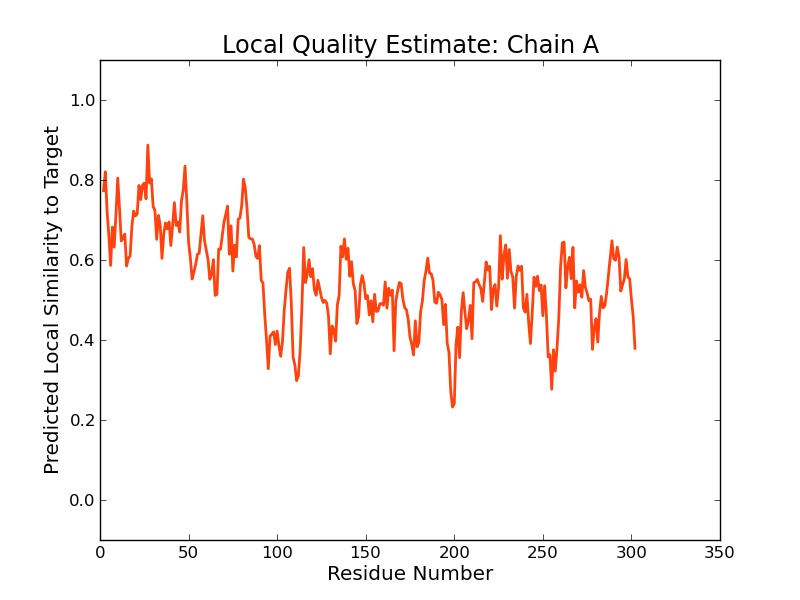 Local Quality Estimate: Chain A
Predicted Local Similarity to Target
1.0
0.8
0.6
0.4
0.2
0.0
0 50 100 150 200 250 300 350
Residue Number